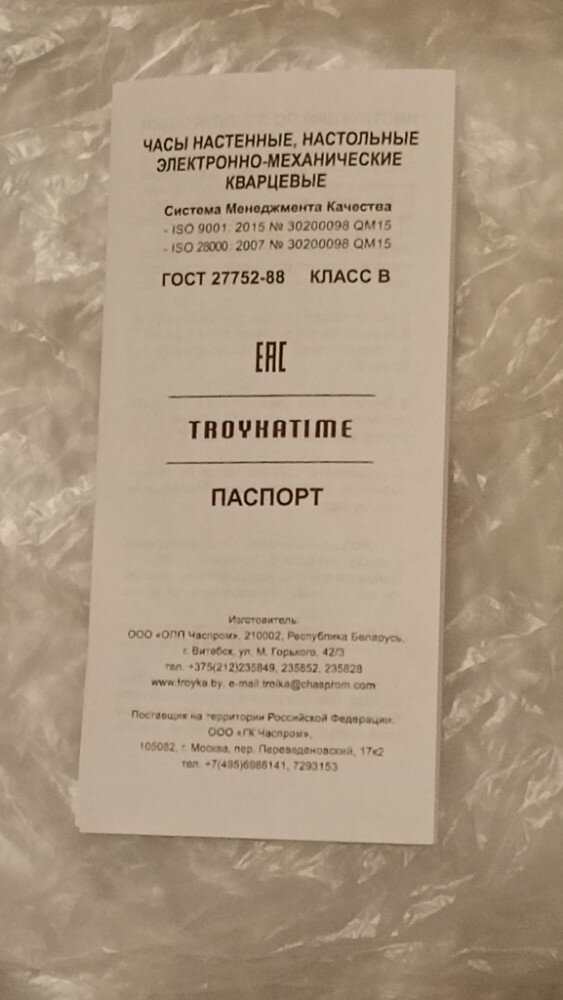 ЧАСЫ НАСТЕННЫЕ, НАСТОЛЬНЫЕ
ЭЛЕКТРОННО-МЕХАНИЧЕСКИЕ
КВАРЦЕВЫЕ
Система Менеджмента Качества
- ISO 9001: 2015 № 30200098 QM15
- ISO 28000: 2007 № 30200098 QM15
ГОСТ 27752-88 КЛАСС В
ЕАС
TROYKATIME
ПАСПОРТ
Изготовитель:
ООО «ОПП Часпром», 210002, Республика Беларусь,
г. Витебск, ул. М. Горького, 42/3
тел. +375(212)235849, 235852, 235828
www.troyka.by, e-mail:troika@chasprom.com
Поставщик на территории Российской Федерации:
ООО «ГК Часпром»,
105082, г. Москва, пер. Переведеновский, 17к2
тел. +7(495)6986141, 7293153